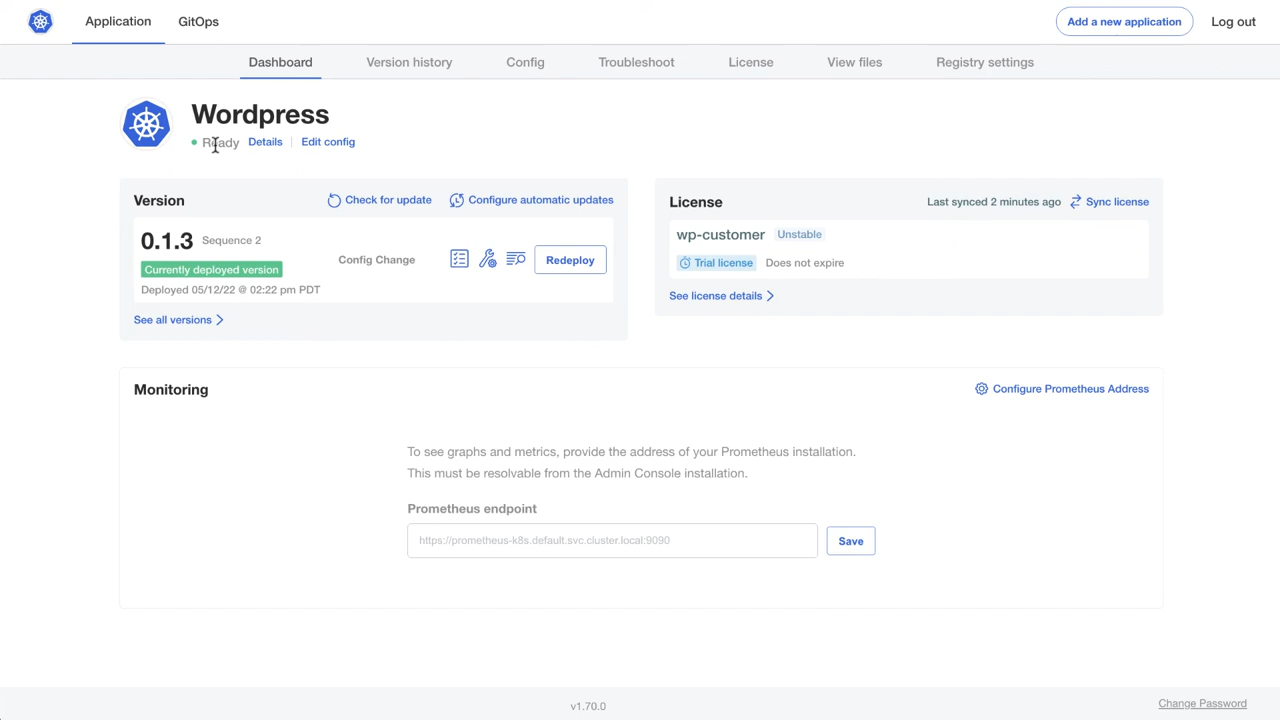 Application GitOps Add a new application Log out
Dashboard Version history Config Troubleshoot License View files Registry settings
Wordpress
Ready Details Edit config
Version Check for update Configure automatic updates
0.1.3 Sequence 2
Currently deployed version
Deployed 05/12/22 @ 02:22 pm PDT
Config Change
Redeploy
See all versions
License Last synced 2 minutes ago Sync license
wp-customer Unstable
Trial license Does not expire
See license details
Monitoring Configure Prometheus Address
To see graphs and metrics, provide the address of your Prometheus installation.
This must be resolvable from the Admin Console installation.
Prometheus endpoint
https://prometheus-k8s.default.svc.cluster.local:9090 Save
v1.70.0 Change Password